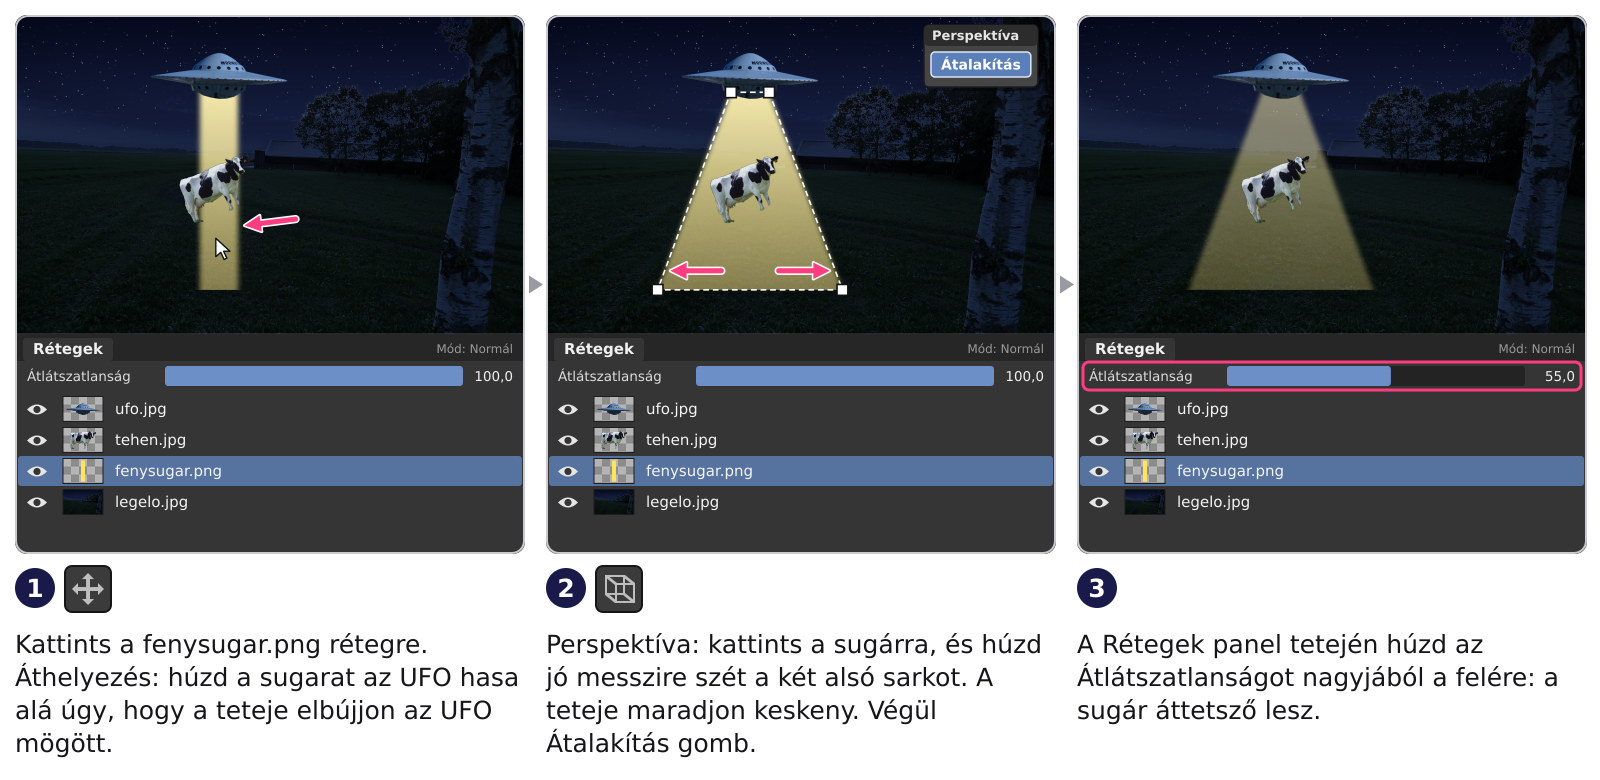 Perspektíva
Átalakítás
Rétegek
Mód: Normál
Átlátszatlanság
100,0
ufo.jpg
tehen.jpg
fenysugar.png
legelo.jpg
Rétegek
Mód: Normál
Átlátszatlanság
100,0
ufo.jpg
tehen.jpg
fenysugar.png
legelo.jpg
Rétegek
Mód: Normál
Átlátszatlanság
55,0
ufo.jpg
tehen.jpg
fenysugar.png
legelo.jpg
1
Kattints a fenysugar.png rétegre.
Áthelyezés: húzd a sugarat az UFO hasa
alá úgy, hogy a teteje elbújjon az UFO
mögött.
2
Perspektíva: kattints a sugárra, és húzd
jó messzire szét a két alsó sarkot. A
teteje maradjon keskeny. Végül
Átalakítás gomb.
3
A Rétegek panel tetején húzd az
Átlátszatlanságot nagyjából a felére: a
sugár áttetsző lesz.